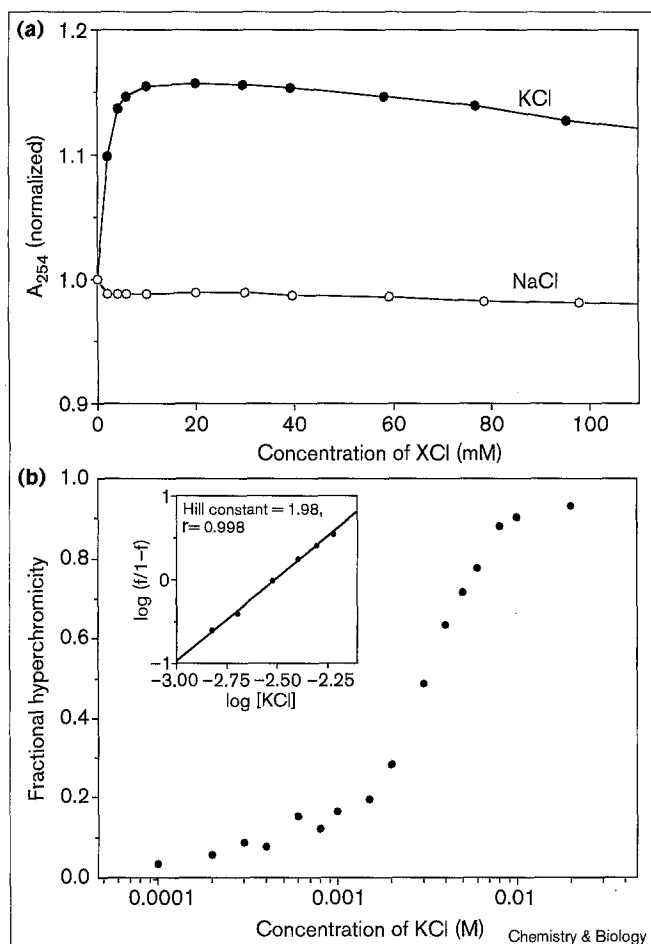 (a)
1.2
1.1
1.0
0.9
A254 (normalized)
KCl
NaCl
0 20 40 60 80 100
Concentration of XCl (mM)
(b)
1.0
0.8
0.6
0.4
0.2
0.0
Fractional hyperchromicity
1
0
−1
log (f/1−f)
Hill constant = 1.98,
r= 0.998
−3.00 −2.75 −2.50 −2.25
log [KCl]
0.0001 0.001 0.01
Concentration of KCl (M)
Chemistry & Biology